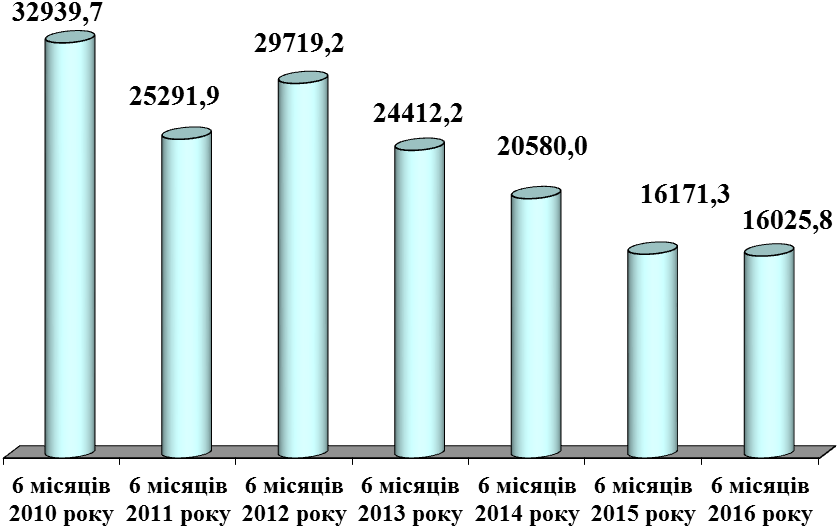 32939,7
25291,9
29719,2
24412,2
20580,0
16171,3
16025,8
6 місяців
2010 року
6 місяців
2011 року
6 місяців
2012 року
6 місяців
2013 року
6 місяців
2014 року
6 місяців
2015 року
6 місяців
2016 року